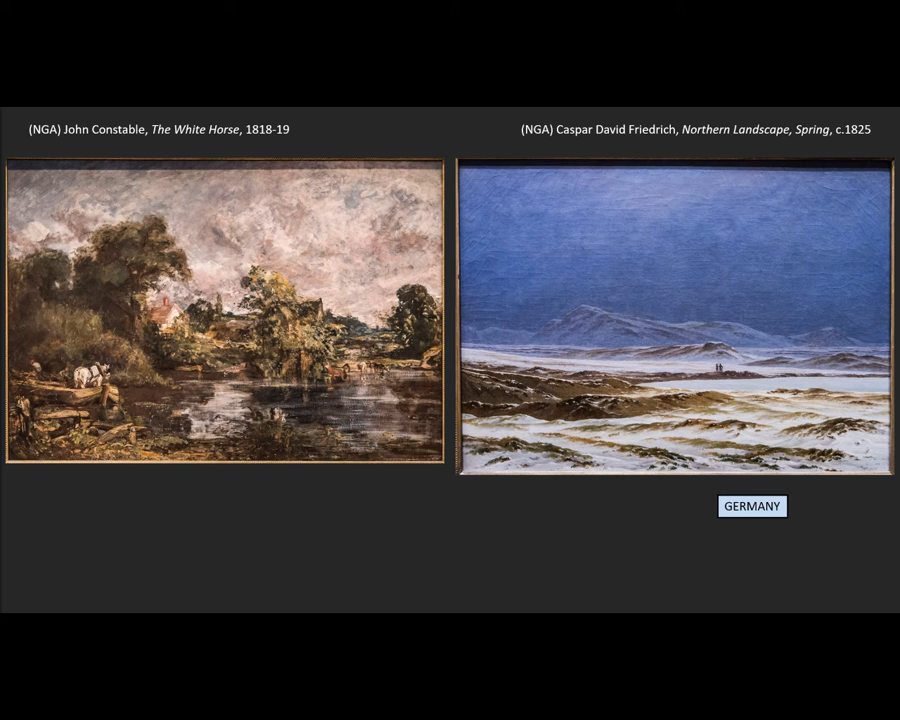 (NGA) John Constable, The White Horse, 1818-19
(NGA) Caspar David Friedrich, Northern Landscape, Spring, c.1825
GERMANY